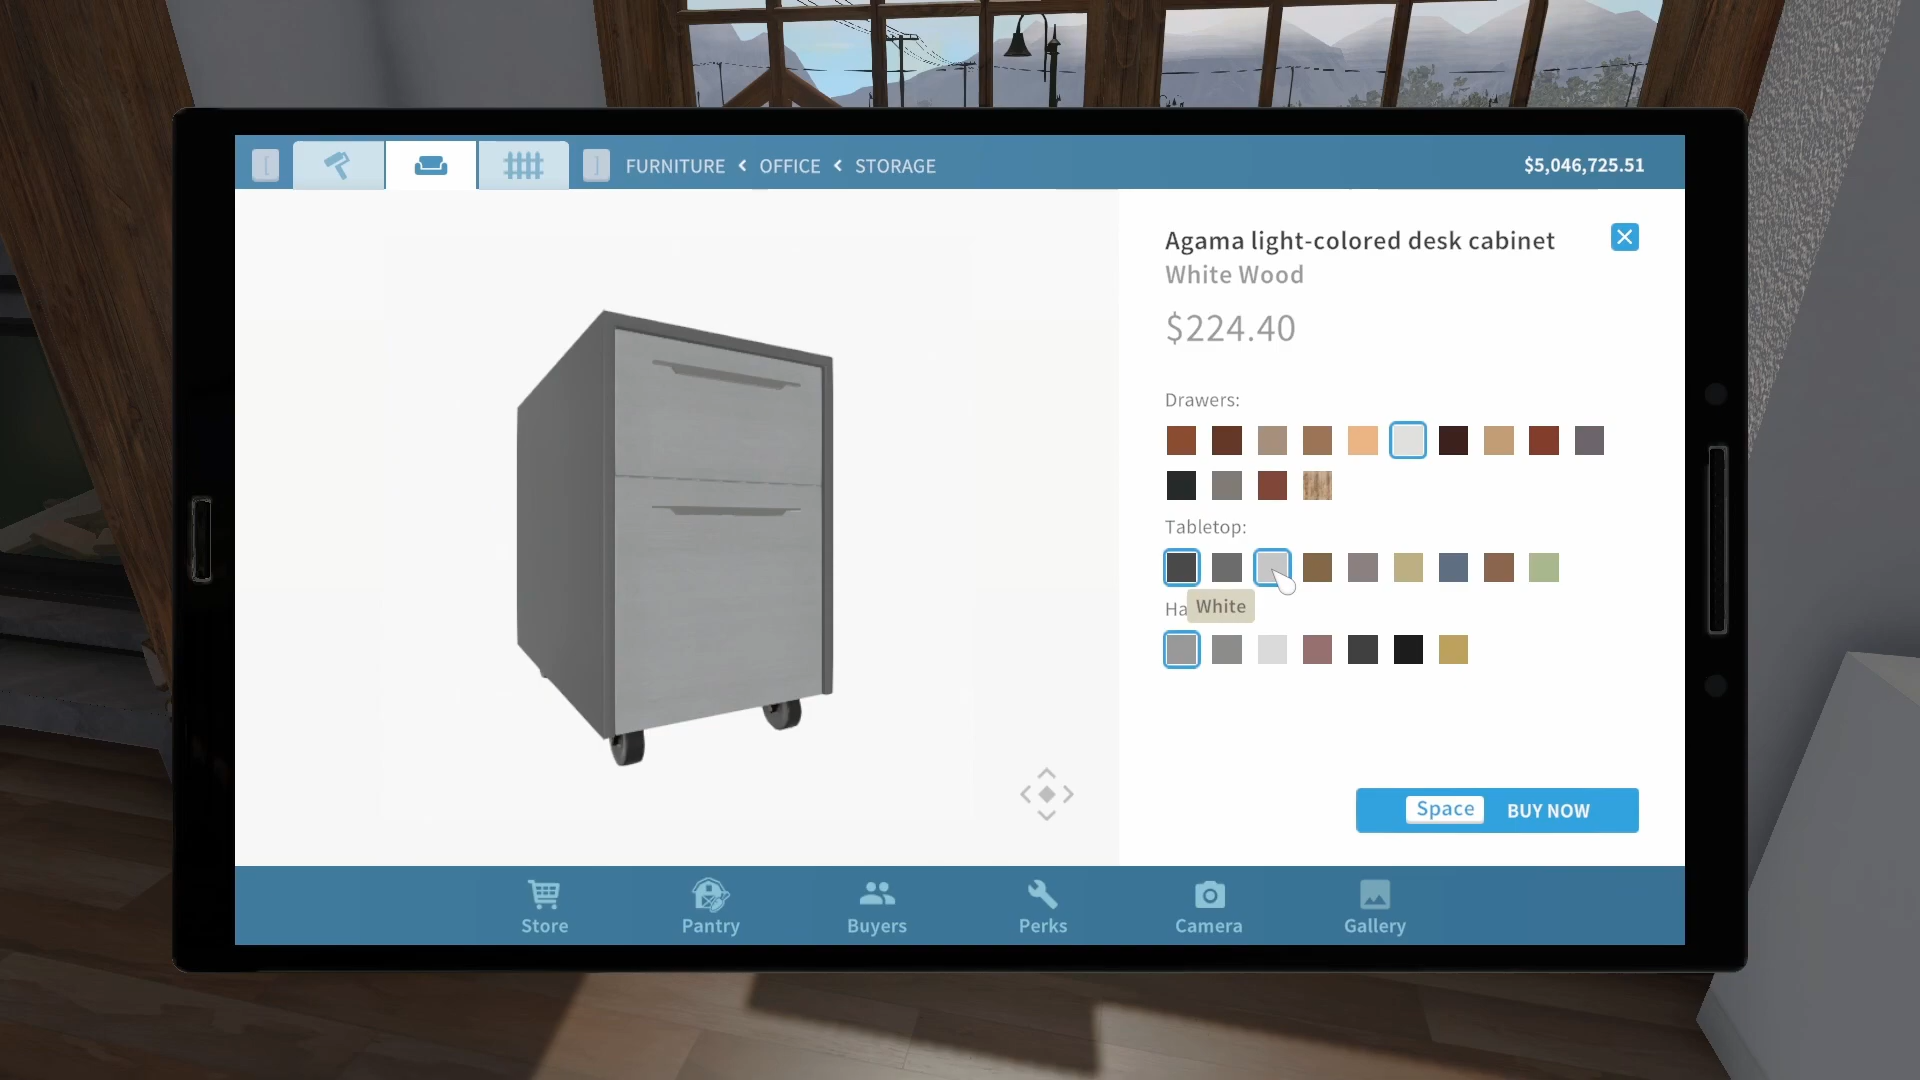 [
]
FURNITURE < OFFICE < STORAGE
$5,046,725.51
Agama light-colored desk cabinet
White Wood
$224.40
Drawers:
Tabletop:
White
Ha
Space BUY NOW
Store
Pantry
Buyers
Perks
Camera
Gallery